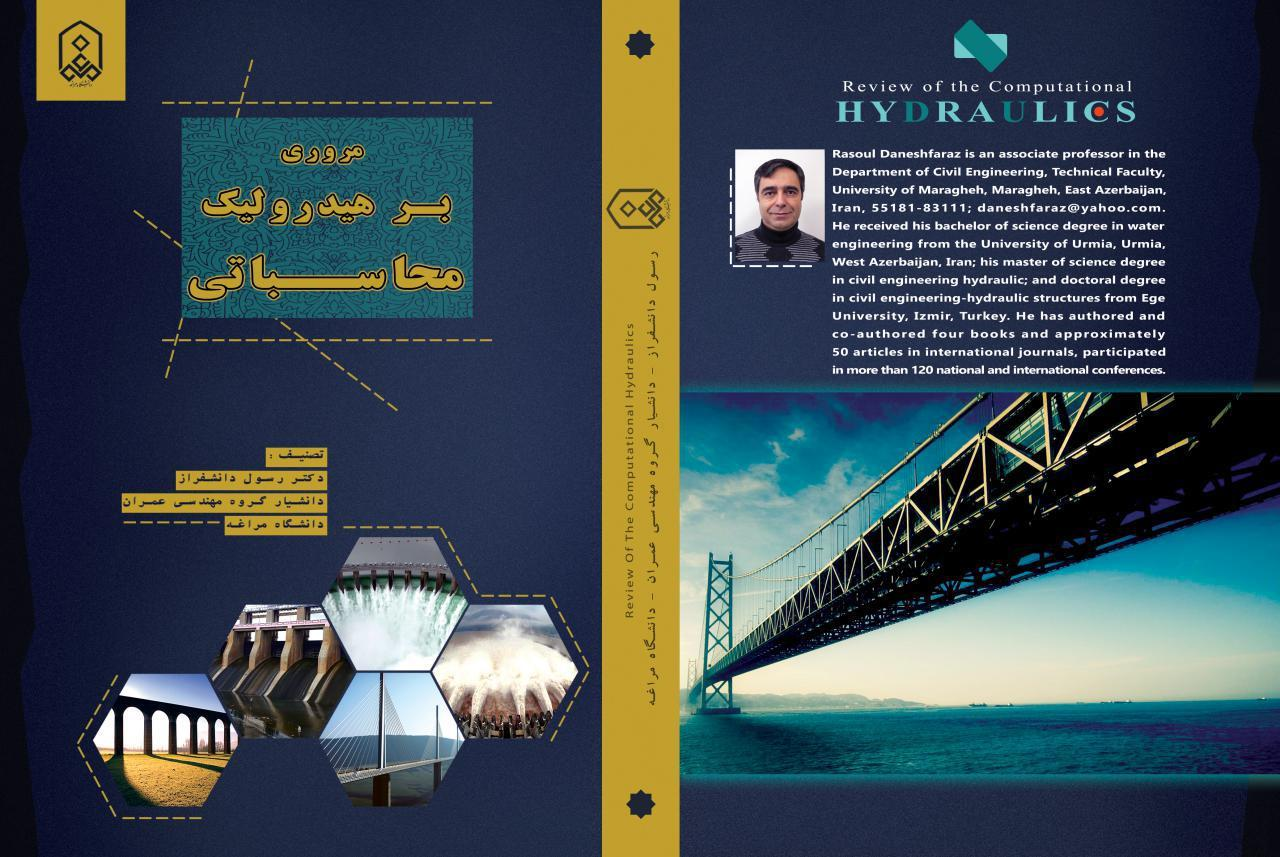 مروری
بر هیدرولیک
محاسباتی
تصنیف :
دکتر رسول دانشفراز
دانشیار گروه مهندسی عمران
دانشگاه مراغه
دانشگاه مراغه
Review Of The Computational Hydraulics
رسول دانشفراز - دانشیار گروه مهندسی عمران - دانشگاه مراغه
Review of the Computational
HYDRAULICS
Rasoul Daneshfaraz is an associate professor in the
Department of Civil Engineering, Technical Faculty,
University of Maragheh, Maragheh, East Azerbaijan,
Iran, 55181-83111; daneshfaraz@yahoo.com.
He received his bachelor of science degree in water
engineering from the University of Urmia, Urmia,
West Azerbaijan, Iran; his master of science degree
in civil engineering hydraulic; and doctoral degree
in civil engineering-hydraulic structures from Ege
University, Izmir, Turkey. He has authored and
co-authored four books and approximately
50 articles in international journals, participated
in more than 120 national and international conferences.